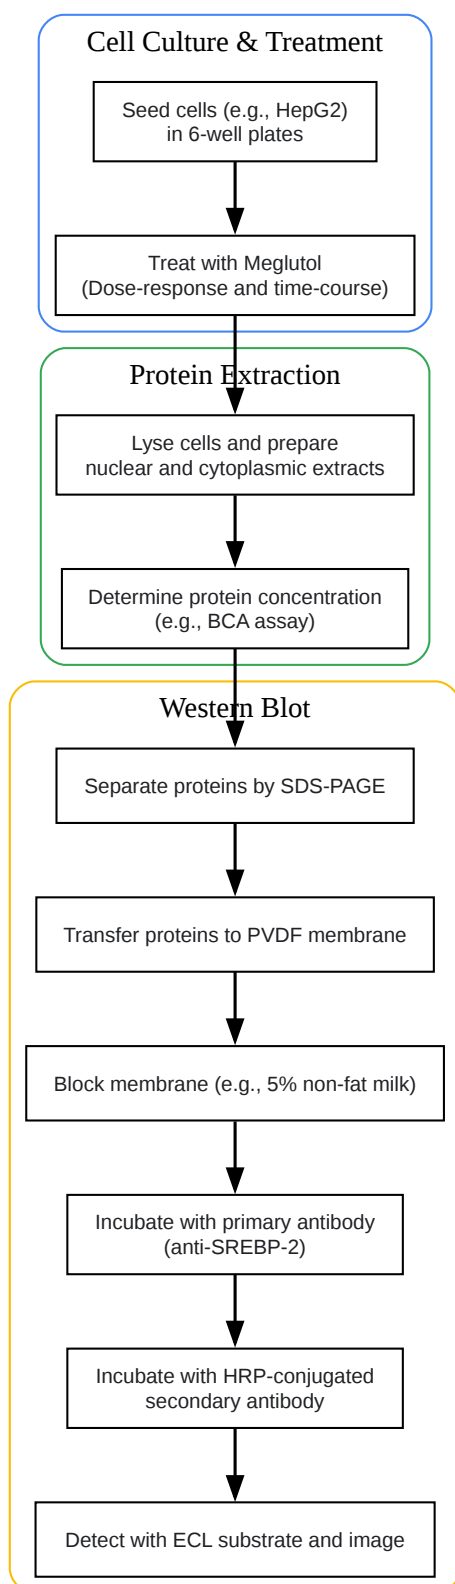 Cell Culture & Treatment
Seed cells (e.g., HepG2)
in 6-well plates
Treat with Meglutol
(Dose-response and time-course)
Protein Extraction
Lyse cells and prepare
nuclear and cytoplasmic extracts
Determine protein concentration
(e.g., BCA assay)
Western Blot
Separate proteins by SDS-PAGE
Transfer proteins to PVDF membrane
Block membrane (e.g., 5% non-fat milk)
Incubate with primary antibody
(anti-SREBP-2)
Incubate with HRP-conjugated
secondary antibody
Detect with ECL substrate and image